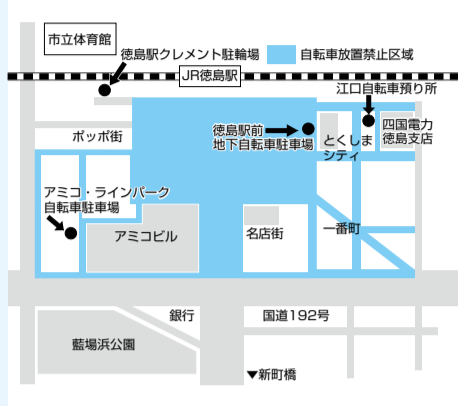 市立体育館
徳島駅クレメント駐輪場
自転車放置禁止区域
JR徳島駅
江口自転車預り所
ポッポ街
徳島駅前
地下自転車駐車場
とくしま
シティ
四国電力
徳島支店
アミコ・ラインパーク
自転車駐車場
アミコビル
名店街
一番町
銀行
国道192号
藍場浜公園
▼新町橋